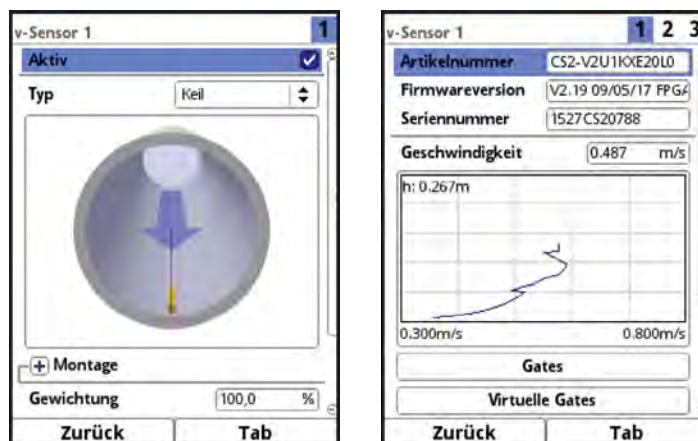 v-Sensor 1 1
Aktiv
Typ Keil
Montage
Gewichtung 100,0 %
Zurück Tab
v-Sensor 1 1 2 3
Artikelnummer CS2-V2U1KXE20L0
Firmwareversion V2.19 09/05/17 FPGA
Seriennummer 1527CS20788
Geschwindigkeit 0.487 m/s
h: 0.267m
0.300m/s 0.800m/s
Gates
Virtuelle Gates
Zurück Tab